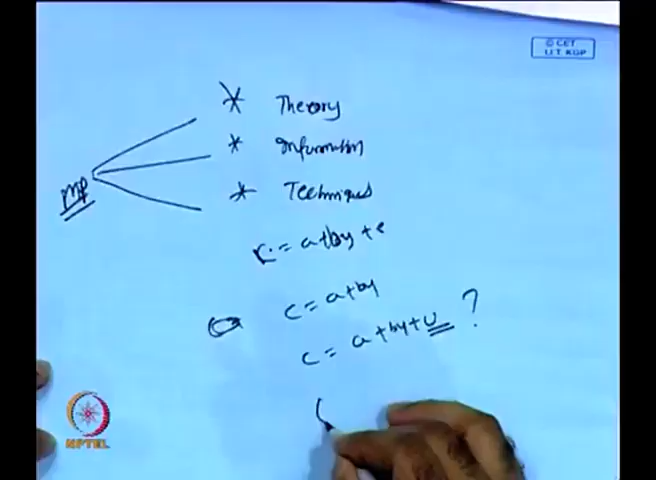 © CET
I.I.T. KGP
* Theory
* Information
MP
* Techniques
c = a+by+e
c = a+by
c = a+by+u ?
NPTEL